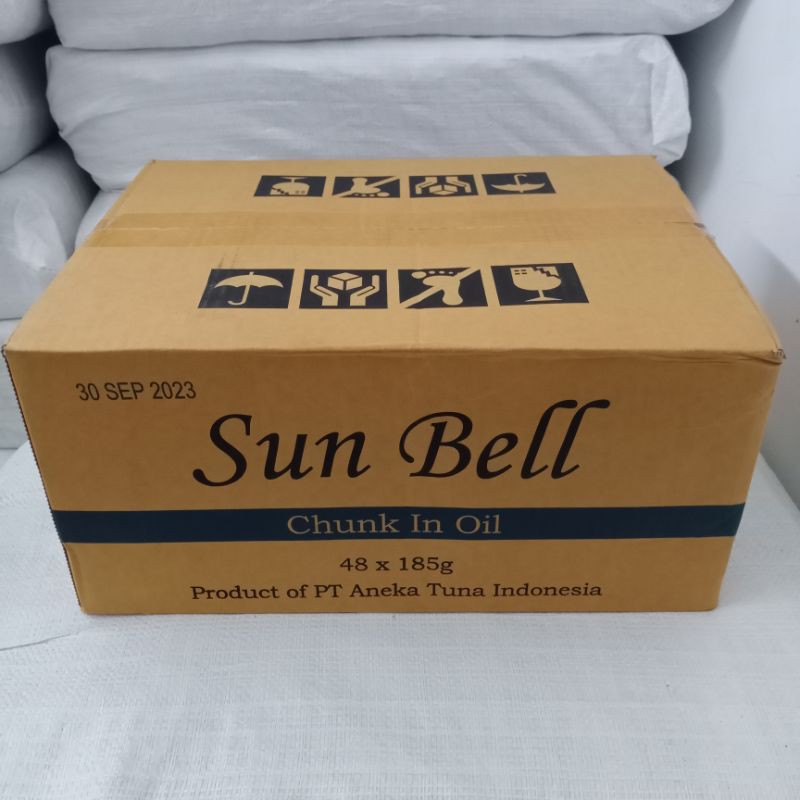 30 SEP 2023
Sun Bell
Chunk In Oil
48 x 185g
Product of PT Aneka Tuna Indonesia